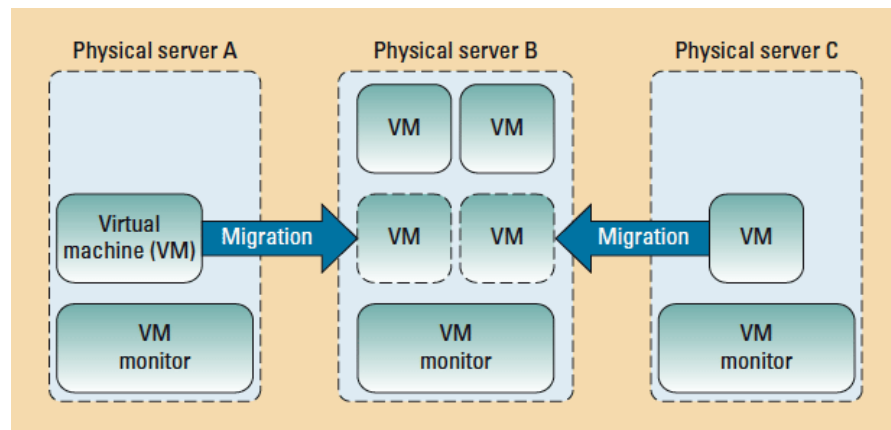 Physical server A
Physical server B
Physical server C
VM
VM
Virtual
machine (VM)
Migration
VM
VM
Migration
VM
VM
monitor
VM
monitor
VM
monitor